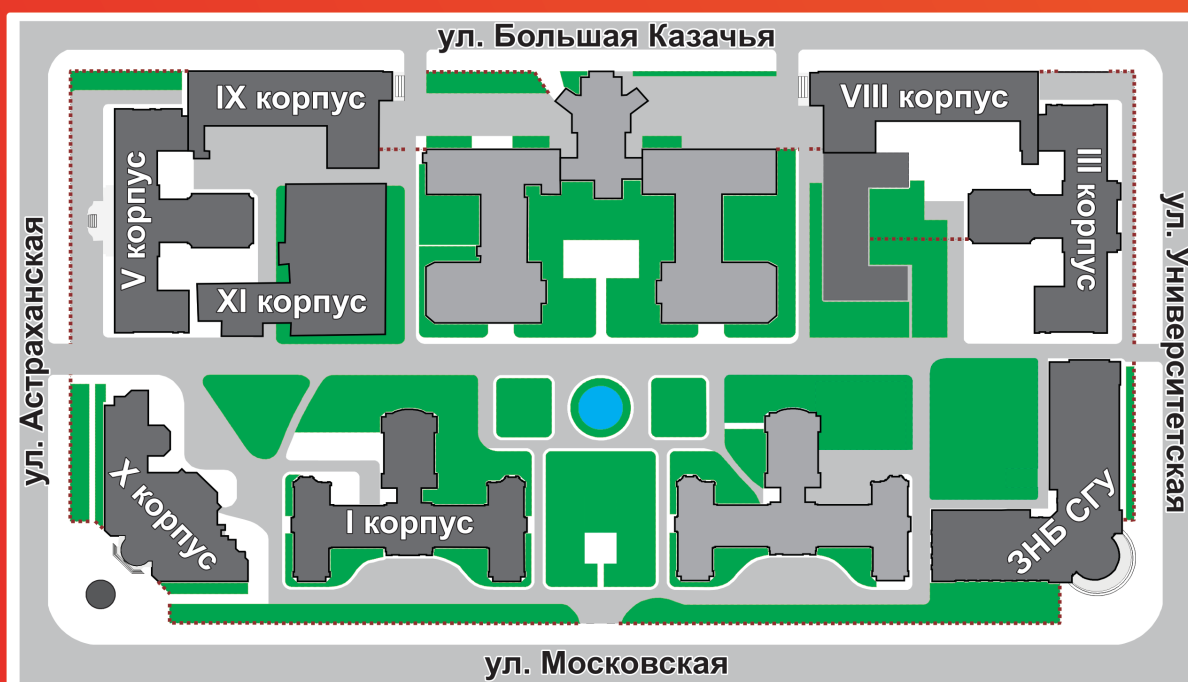 ул. Большая Казачья
IX корпус
VIII корпус
V корпус
III корпус
XI корпус
ул. Астраханская
ул. Университетская
X корпус
I корпус
ЗНБ СГУ
ул. Московская